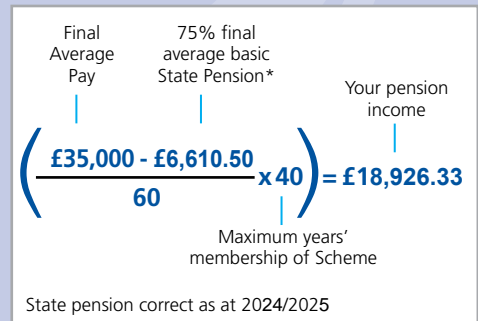 Final Average Pay
75% final average basic State Pension*
Your pension income
£35,000 - £6,610.50
60
x 40
= £18,926.33
Maximum years'
membership of Scheme
State pension correct as at 2024/2025